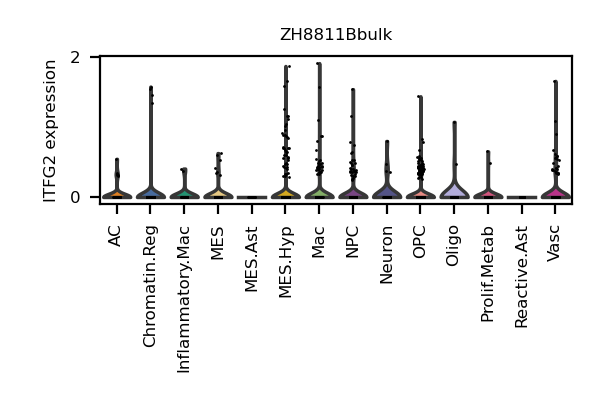 ZH8811Bbulk
ITFG2 expression
2
0
AC
Chromatin.Reg
Inflammatory.Mac
MES
MES.Ast
MES.Hyp
Mac
NPC
Neuron
OPC
Oligo
Prolif.Metab
Reactive.Ast
Vasc